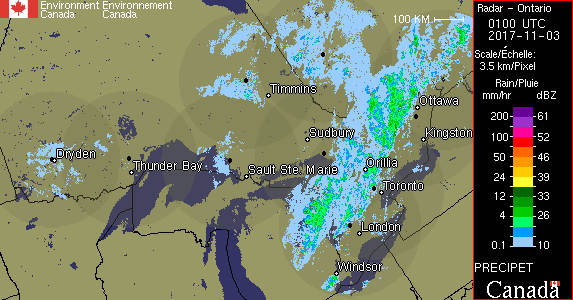 Environment Environnement
Canada Canada
Radar - Ontario
0100 UTC
2017-11-03
Scale/Échelle:
3.5 km/Pixel
Rain/Pluie
mm/hr dBZ
200 61
100 52
50 46
24 39
12 33
4 26
0.1 10
PRECIPET
Canada
100 KM
Timmins
Ottawa
Sudbury
Kingston
Dryden
Thunder Bay
Sault Ste. Marie
Orillia
Toronto
London
Windsor